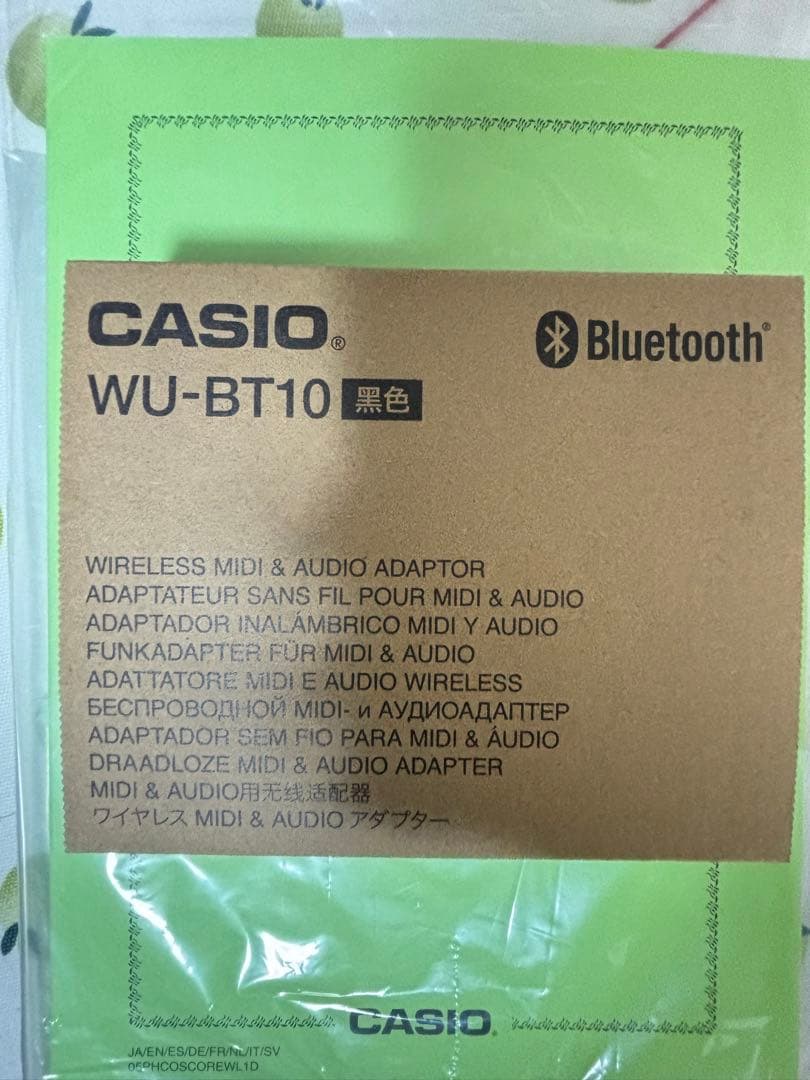 CASIO®
Bluetooth®
WU-BT10 黑色
WIRELESS MIDI & AUDIO ADAPTOR
ADAPTATEUR SANS FIL POUR MIDI & AUDIO
ADAPTADOR INALÁMBRICO MIDI Y AUDIO
FUNKADAPTER FÜR MIDI & AUDIO
ADATTATORE MIDI E AUDIO WIRELESS
БЕСПРОВОДНОЙ MIDI- и АУДИОАДАПТЕР
ADAPTADOR SEM FIO PARA MIDI & ÁUDIO
DRAADLOZE MIDI & AUDIO ADAPTER
MIDI & AUDIO用无线适配器
ワイヤレス MIDI & AUDIO アダプター
CASIO®
JA/EN/ES/DE/FR/NL/IT/SV
05PHCOSCOREWL1D